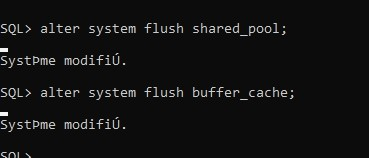 SQL> alter system flush shared_pool;
SystÞme modifiÚ.
SQL> alter system flush buffer_cache;
SystÞme modifiÚ.
SQL>